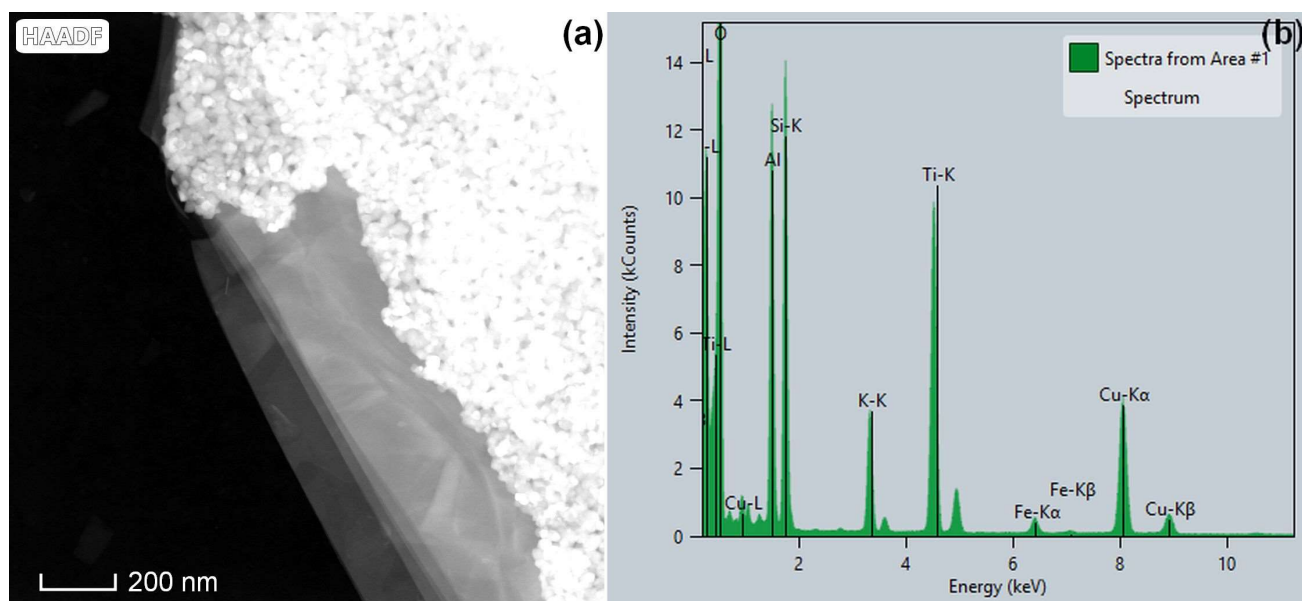 HAADF
(a)
200 nm
(b)
Spectra from Area #1
Spectrum
Intensity (kCounts)
14
12
10
8
6
4
2
0
L
O
-L
Ti-L
Cu-L
Al
Si-K
K-K
Ti-K
Fe-Kα
Fe-Kβ
Cu-Kα
Cu-Kβ
2
4
6
8
10
Energy (keV)